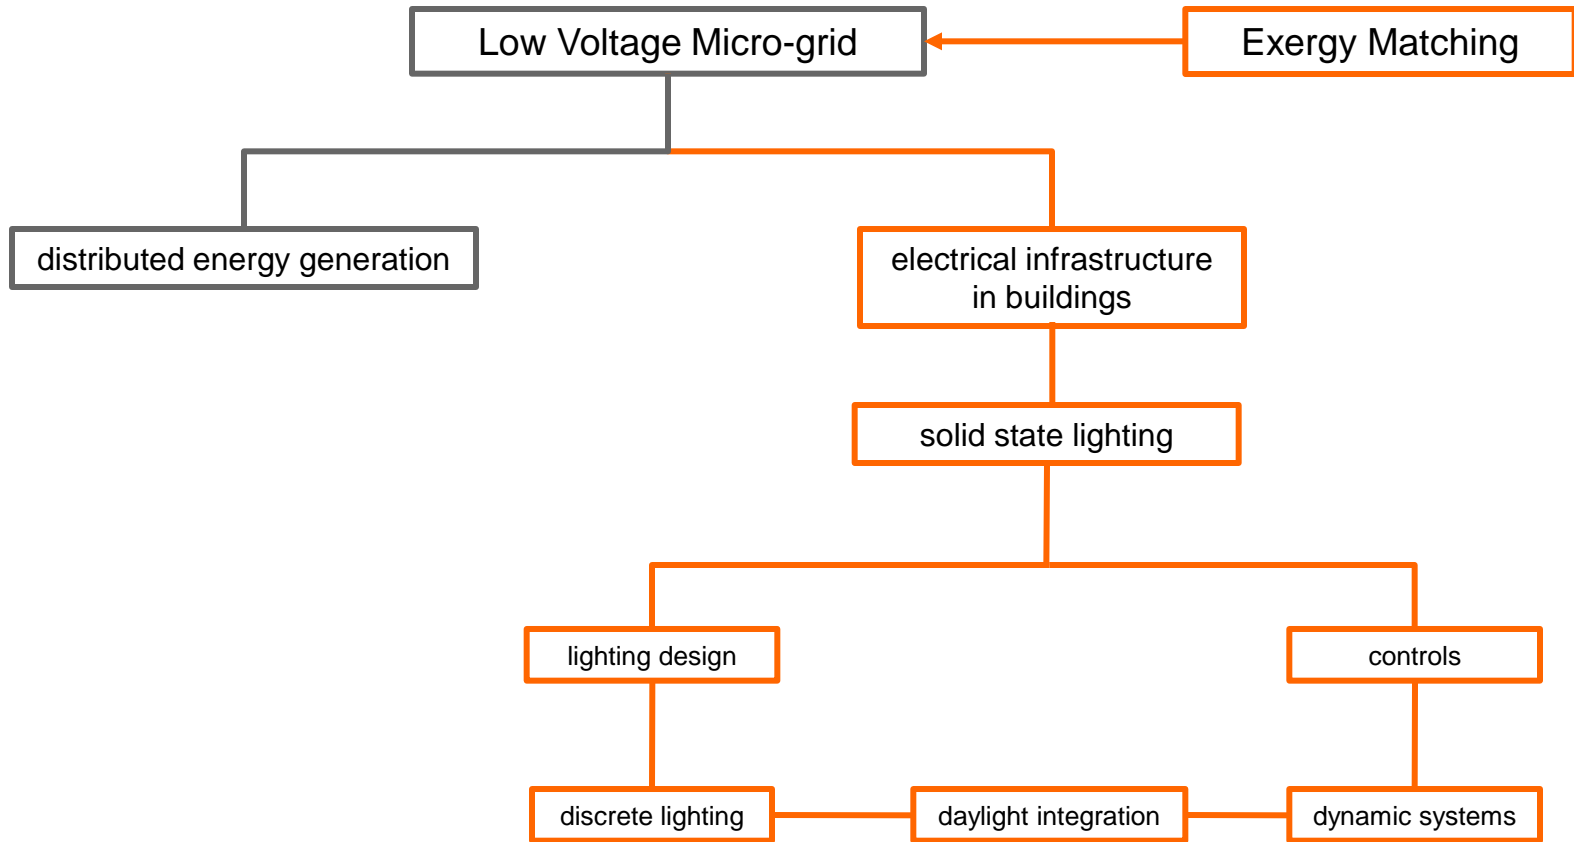 Low Voltage Micro-grid
Exergy Matching
distributed energy generation
electrical infrastructure
in buildings
solid state lighting
lighting design
controls
discrete lighting
daylight integration
dynamic systems